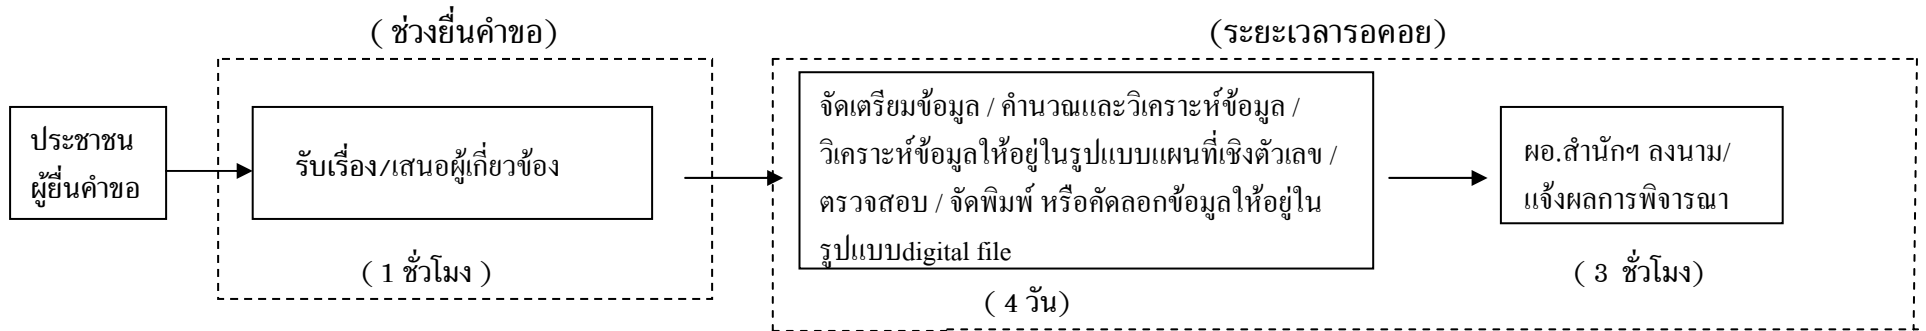 ( ช่วงยื่นคำขอ)
(ระยะเวลารอคอย)
ประชาชน
ผู้ยื่นคำขอ
รับเรื่อง/เสนอผู้เกี่ยวข้อง
( 1 ชั่วโมง )
จัดเตรียมข้อมูล / คำนวณและวิเคราะห์ข้อมูล /
วิเคราะห์ข้อมูลให้อยู่ในรูปแบบแผนที่เชิงตัวเลข /
ตรวจสอบ / จัดพิมพ์ หรือคัดลอกข้อมูลให้อยู่ใน
รูปแบบdigital file
( 4 วัน)
ผอ.สำนักฯ ลงนาม/
แจ้งผลการพิจารณา
( 3 ชั่วโมง)